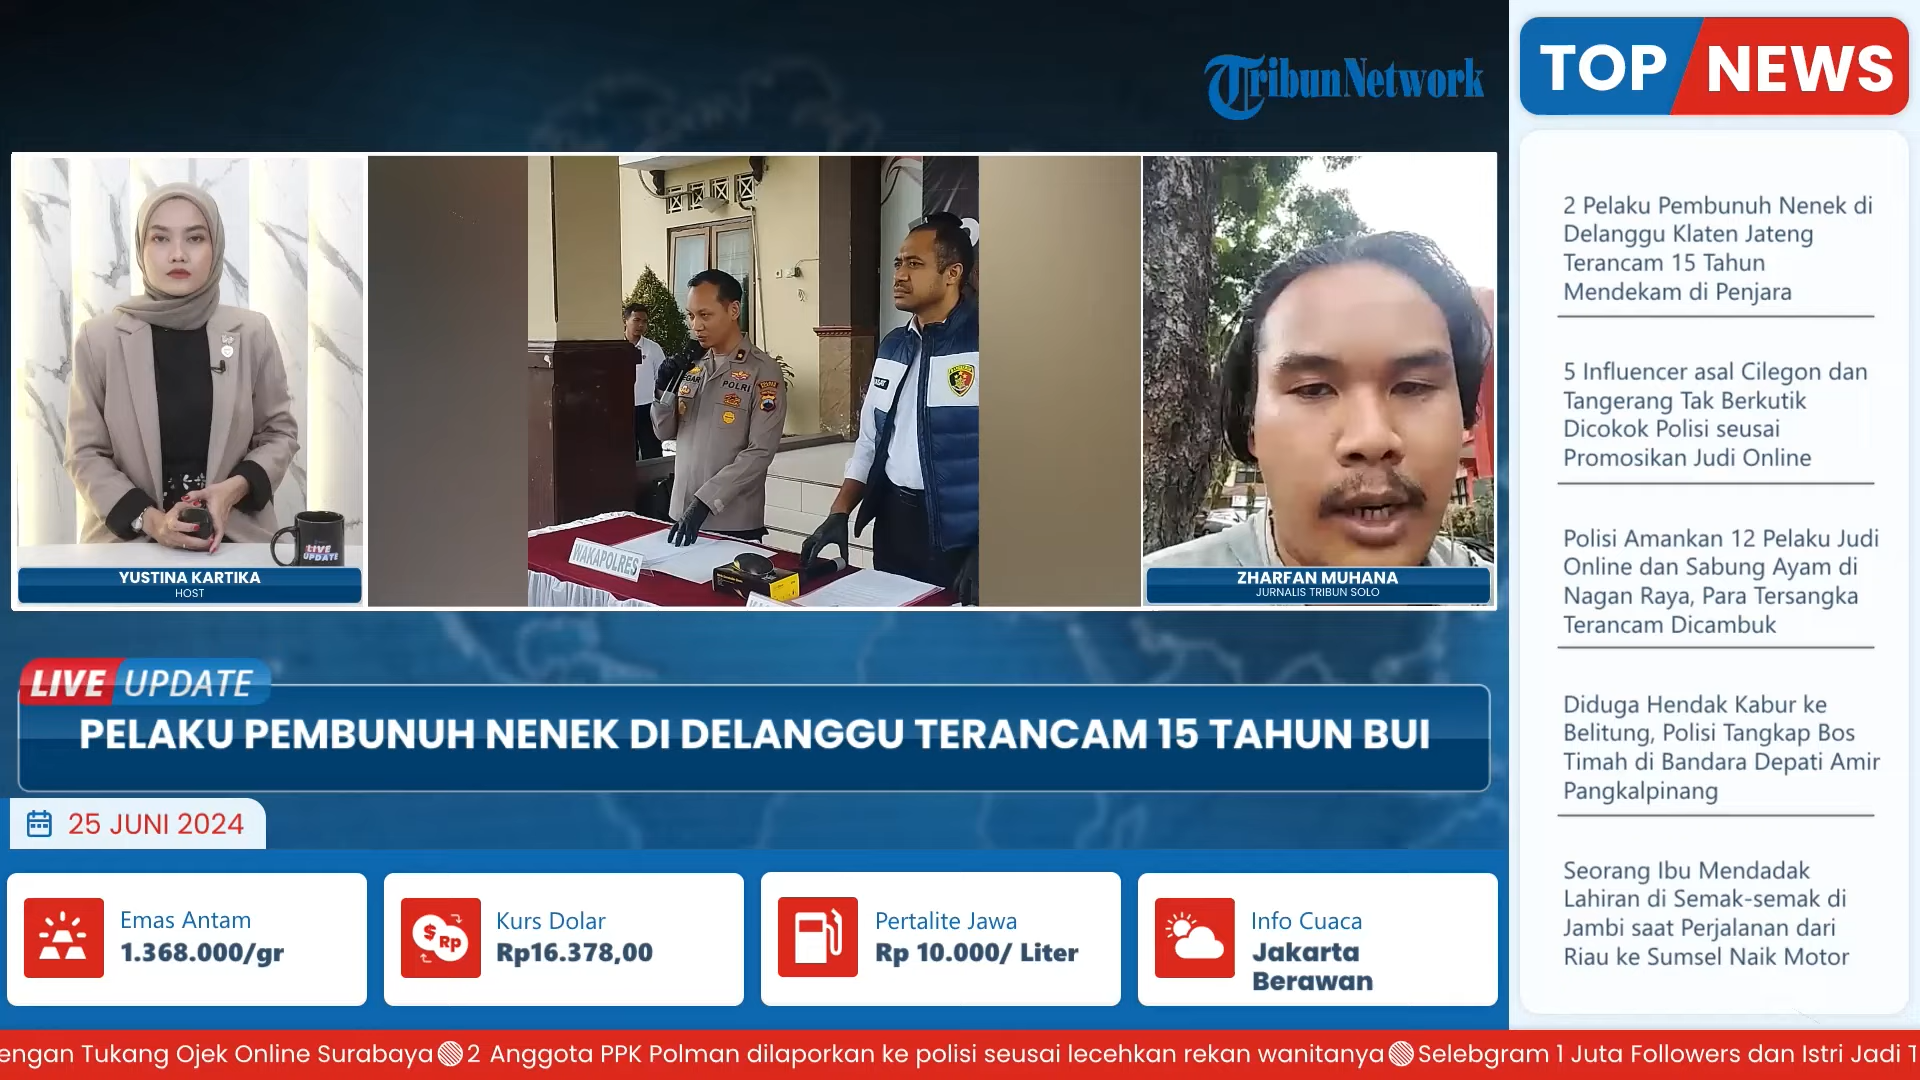 TribunNetwork
TOP NEWS
2 Pelaku Pembunuh Nenek di
Delanggu Klaten Jateng
Terancam 15 Tahun
Mendekam di Penjara
5 Influencer asal Cilegon dan
Tangerang Tak Berkutik
Dicokok Polisi seusai
Promosikan Judi Online
Polisi Amankan 12 Pelaku Judi
Online dan Sabung Ayam di
Nagan Raya, Para Tersangka
Terancam Dicambuk
Diduga Hendak Kabur ke
Belitung, Polisi Tangkap Bos
Timah di Bandara Depati Amir
Pangkalpinang
Seorang Ibu Mendadak
Lahiran di Semak-semak di
Jambi saat Perjalanan dari
Riau ke Sumsel Naik Motor
POLRI
WAKAPOLRES
LIVE
UPDATE
YUSTINA KARTIKA
HOST
ZHARFAN MUHANA
JURNALIS TRIBUN SOLO
LIVE UPDATE
PELAKU PEMBUNUH NENEK DI DELANGGU TERANCAM 15 TAHUN BUI
25 JUNI 2024
Emas Antam
1.368.000/gr
$ Rp
Kurs Dolar
Rp16.378,00
Pertalite Jawa
Rp 10.000/ Liter
Info Cuaca
Jakarta
Berawan
engan Tukang Ojek Online Surabaya 2 Anggota PPK Polman dilaporkan ke polisi seusai lecehkan rekan wanitanya Selebgram 1 Juta Followers dan Istri Jadi T